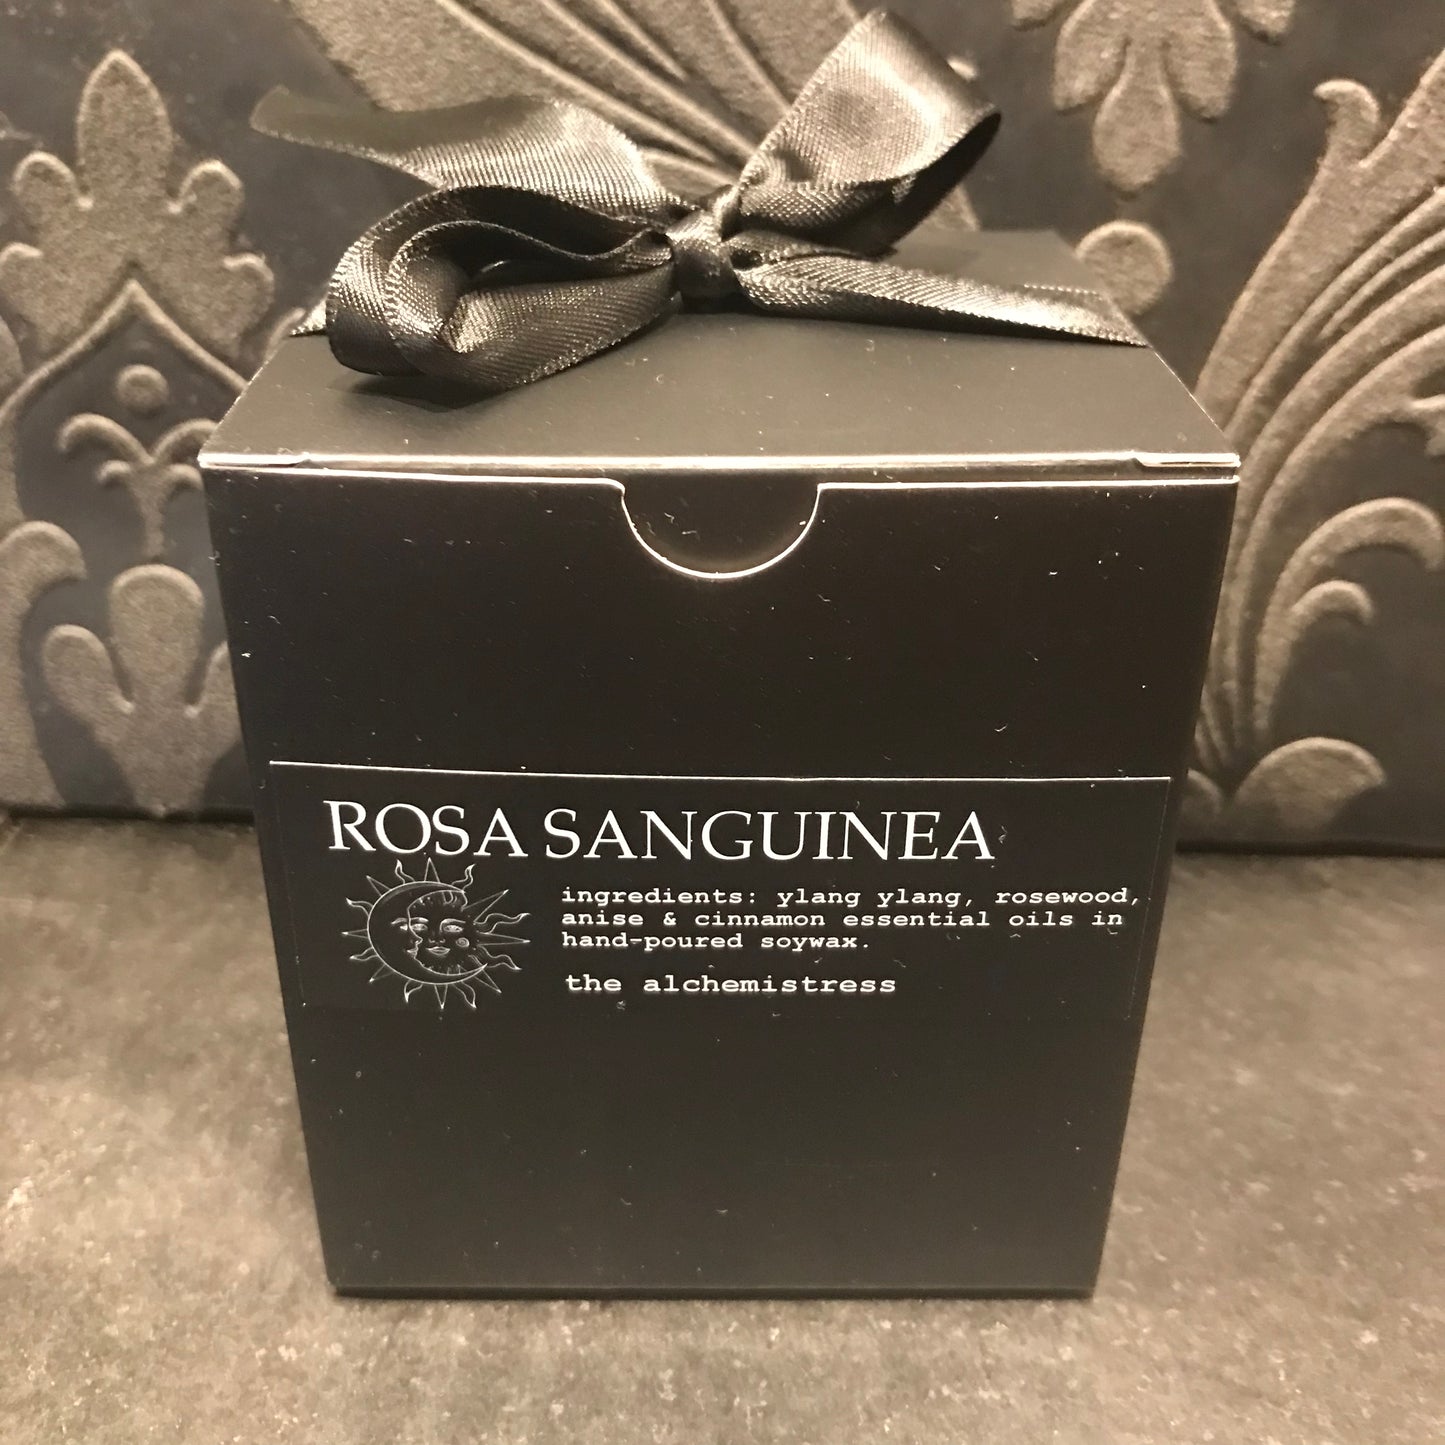 ROSA SANGUINEA
ingredients: ylang ylang, rosewood,
anise & cinnamon essential oils in
hand-poured soywax.
the alchemistress